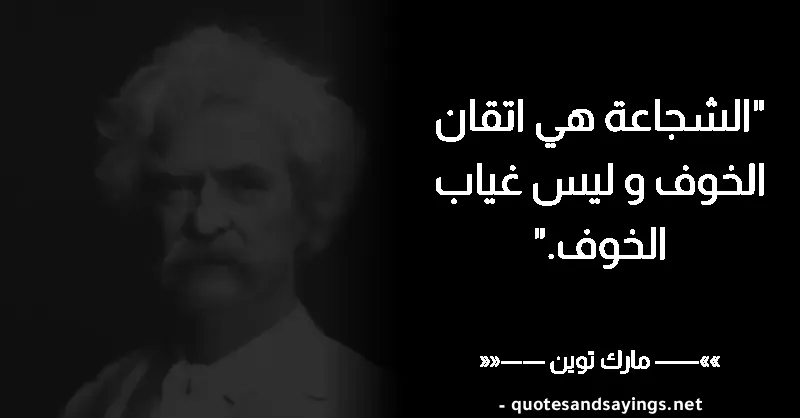 "الشجاعة هي اتقان
الخوف و ليس غياب
الخوف."
»»—— مارك توين ——««
- quotesandsayings.net